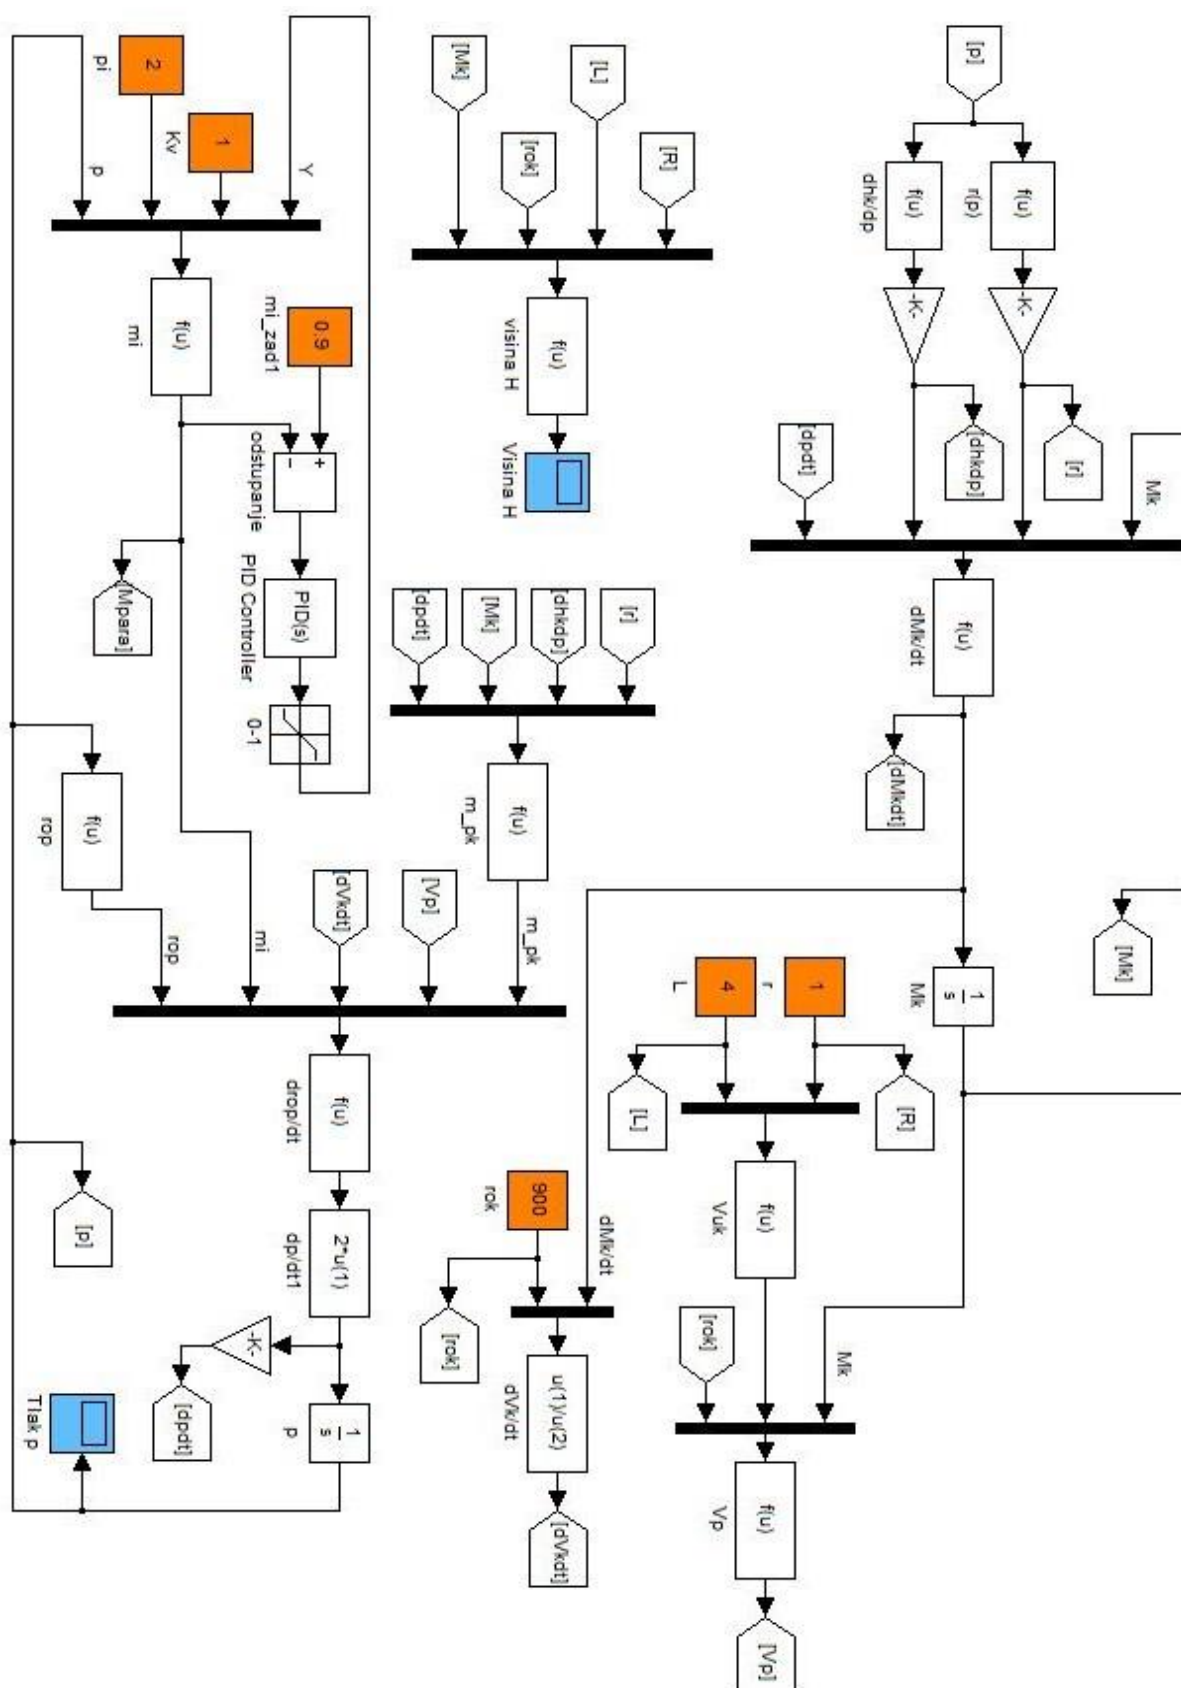 [p]
f(u)
r(p)
f(u)
dhk/dp
-K-
-K-
[r]
[dhkdp]
[dpdt]
Mk
f(u)
dMk/dt
[dMkdt]
[Mk]
1
s
Mk
1
r
4
L
[R]
[L]
f(u)
Vuk
[rok]
Mk
f(u)
Vp
[Vp]
[R]
[L]
[rok]
[Mk]
f(u)
visina H
Visina H
[r]
[dhkdp]
[Mk]
[dpdt]
f(u)
m_pk
m_pk
dMk/dt
900
rok
[rok]
u(1)/u(2)
dVk/dt
[dVkdt]
Y
1
Kv
2
pi
p
f(u)
mi
0.9
mi_zad1
+
−
odstupanje
PID(s)
PID Controller
0-1
[Mpara]
f(u)
rop
[Vp]
[dVkdt]
mi
rop
f(u)
drop/dt
2*u(1)
dp/dt1
-K-
[dpdt]
1
s
p
Tlak p
[p]